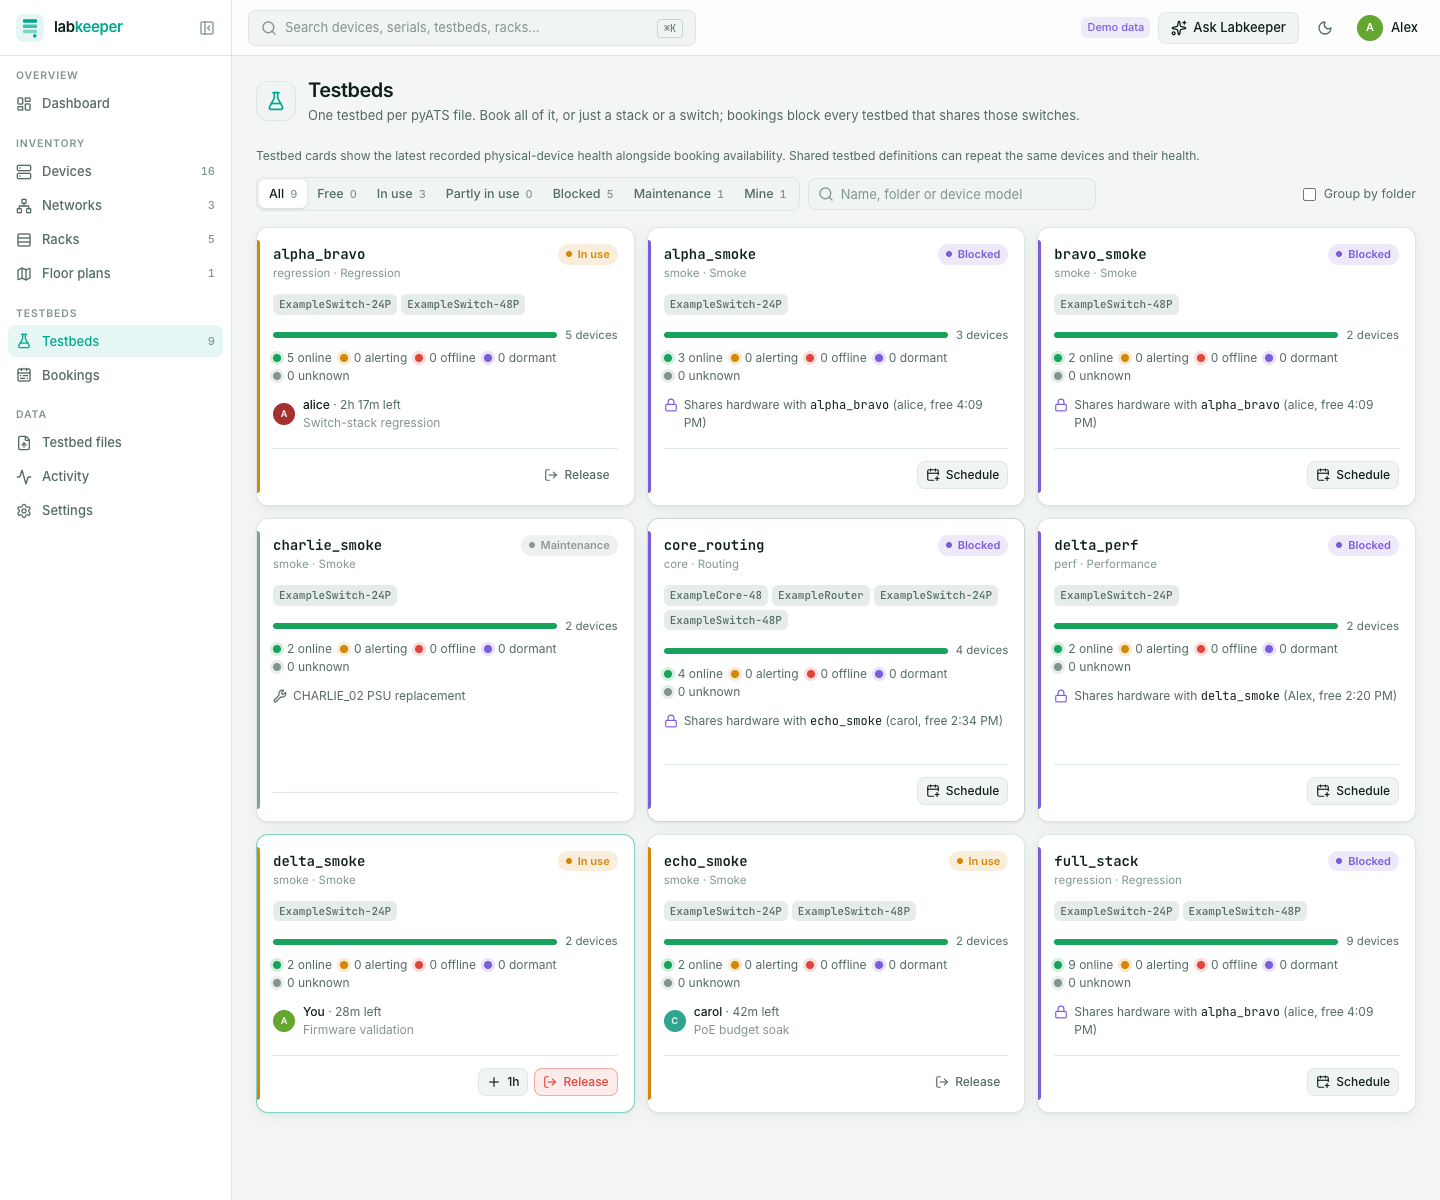 labkeeper
Search devices, serials, testbeds, racks...
⌘K
Demo data
Ask Labkeeper
A
Alex
OVERVIEW
Dashboard
INVENTORY
Devices 16
Networks 3
Racks 5
Floor plans 1
TESTBEDS
Testbeds 9
Bookings
DATA
Testbed files
Activity
Settings
Testbeds
One testbed per pyATS file. Book all of it, or just a stack or a switch; bookings block every testbed that shares those switches.
Testbed cards show the latest recorded physical-device health alongside booking availability. Shared testbed definitions can repeat the same devices and their health.
All 9 Free 0 In use 3 Partly in use 0 Blocked 5 Maintenance 1 Mine 1
Name, folder or device model
Group by folder
alpha_bravo In use
regression · Regression
ExampleSwitch-24P ExampleSwitch-48P
5 devices
5 online 0 alerting 0 offline 0 dormant
0 unknown
A
alice · 2h 17m left
Switch-stack regression
Release
alpha_smoke Blocked
smoke · Smoke
ExampleSwitch-24P
3 devices
3 online 0 alerting 0 offline 0 dormant
0 unknown
Shares hardware with alpha_bravo (alice, free 4:09
PM)
Schedule
bravo_smoke Blocked
smoke · Smoke
ExampleSwitch-48P
2 devices
2 online 0 alerting 0 offline 0 dormant
0 unknown
Shares hardware with alpha_bravo (alice, free 4:09
PM)
Schedule
charlie_smoke Maintenance
smoke · Smoke
ExampleSwitch-24P
2 devices
2 online 0 alerting 0 offline 0 dormant
0 unknown
CHARLIE_02 PSU replacement
core_routing Blocked
core · Routing
ExampleCore-48 ExampleRouter ExampleSwitch-24P
ExampleSwitch-48P
4 devices
4 online 0 alerting 0 offline 0 dormant
0 unknown
Shares hardware with echo_smoke (carol, free 2:34 PM)
Schedule
delta_perf Blocked
perf · Performance
ExampleSwitch-24P
2 devices
2 online 0 alerting 0 offline 0 dormant
0 unknown
Shares hardware with delta_smoke (Alex, free 2:20 PM)
Schedule
delta_smoke In use
smoke · Smoke
ExampleSwitch-24P
2 devices
2 online 0 alerting 0 offline 0 dormant
0 unknown
A
You · 28m left
Firmware validation
1h Release
echo_smoke In use
smoke · Smoke
ExampleSwitch-24P ExampleSwitch-48P
2 devices
2 online 0 alerting 0 offline 0 dormant
0 unknown
C
carol · 42m left
PoE budget soak
Release
full_stack Blocked
regression · Regression
ExampleSwitch-24P ExampleSwitch-48P
9 devices
9 online 0 alerting 0 offline 0 dormant
0 unknown
Shares hardware with alpha_bravo (alice, free 4:09
PM)
Schedule